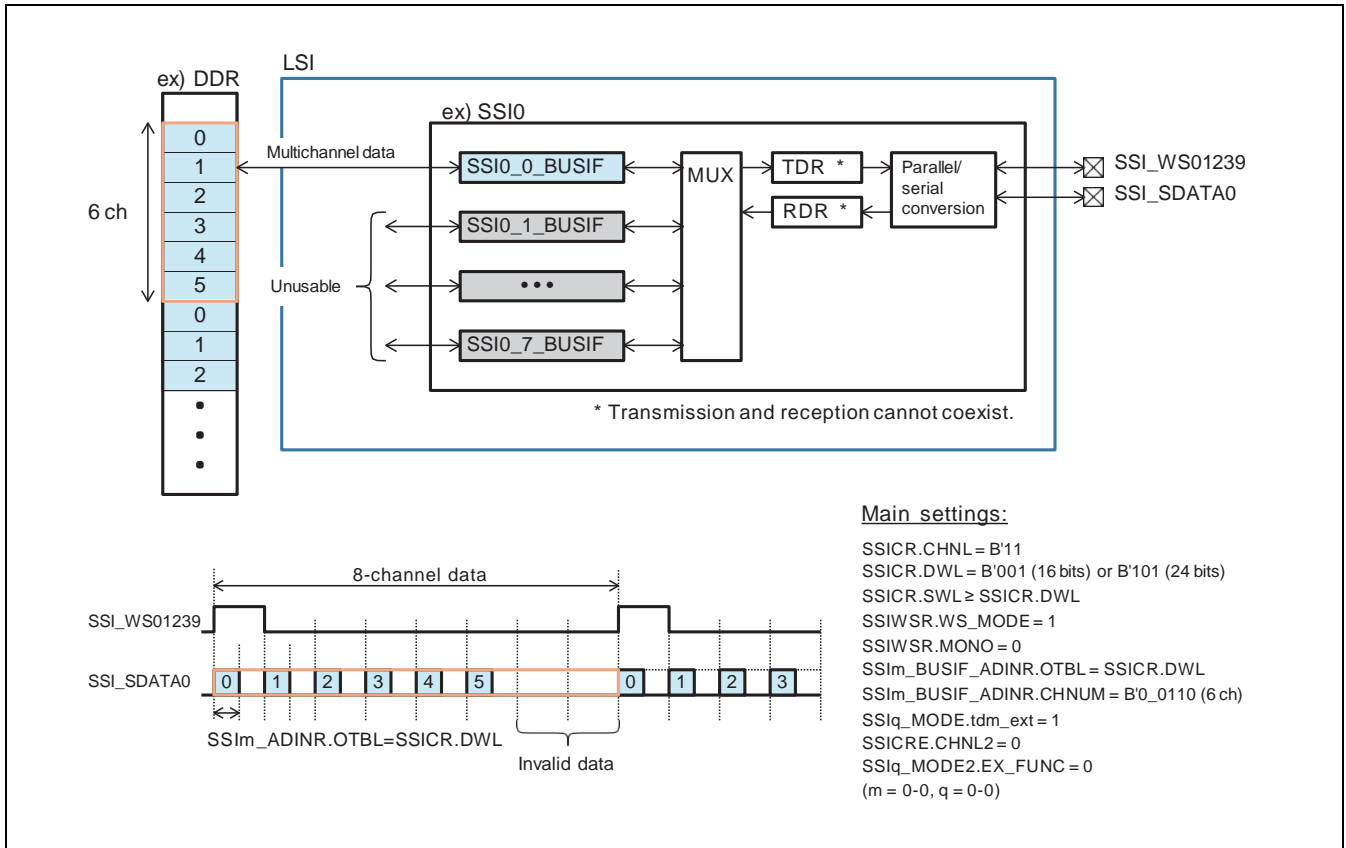 LSI
ex) DDR
ex) SSI0
0
1
2
3
4
5
0
1
2
6 ch
Multichannel data
Unusable
SSI0_0_BUSIF
SSI0_1_BUSIF
•••
SSI0_7_BUSIF
MUX
TDR *
RDR *
Parallel/
serial
conversion
SSI_WS01239
SSI_SDATA0
* Transmission and reception cannot coexist.
8-channel data
SSI_WS01239
SSI_SDATA0
0 1 2 3 4 5 0 1 2 3
SSIm_ADINR.OTBL=SSICR.DWL
Invalid data
Main settings:
SSICR.CHNL = B'11
SSICR.DWL = B'001 (16 bits) or B'101 (24 bits)
SSICR.SWL ≥ SSICR.DWL
SSIWSR.WS_MODE = 1
SSIWSR.MONO = 0
SSIm_BUSIF_ADINR.OTBL = SSICR.DWL
SSIm_BUSIF_ADINR.CHNUM = B'0_0110 (6 ch)
SSIq_MODE.tdm_ext = 1
SSICRE.CHNL2 = 0
SSIq_MODE2.EX_FUNC = 0
(m = 0-0, q = 0-0)